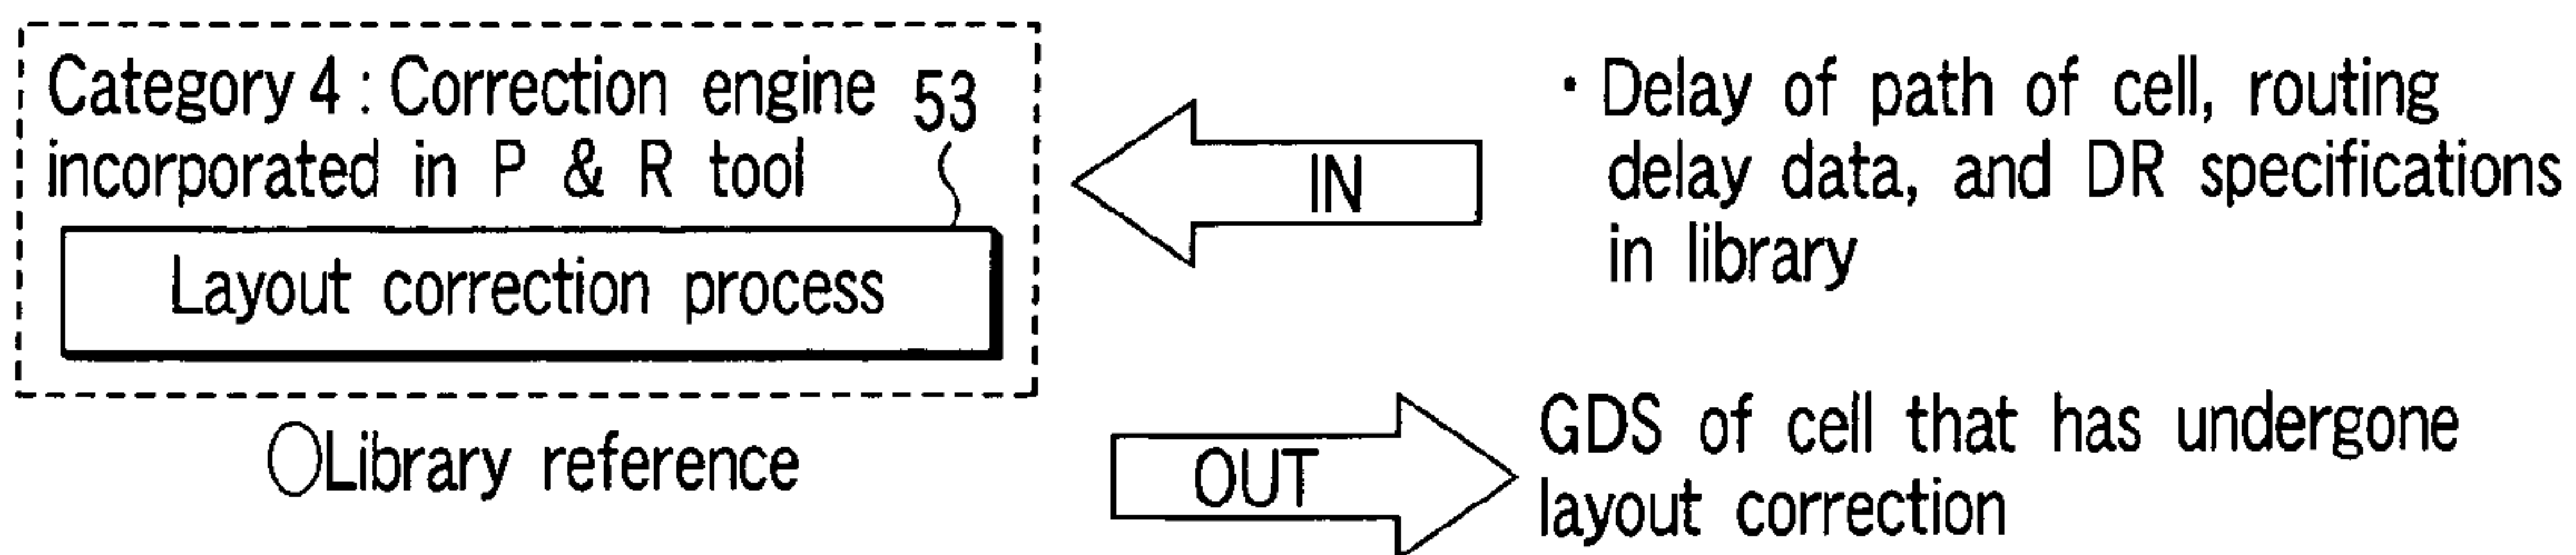 Category 4 : Correction engine 53
incorporated in P & R tool
Layout correction process
○Library reference
IN
• Delay of path of cell, routing
delay data, and DR specifications
in library
OUT
GDS of cell that has undergone
layout correction